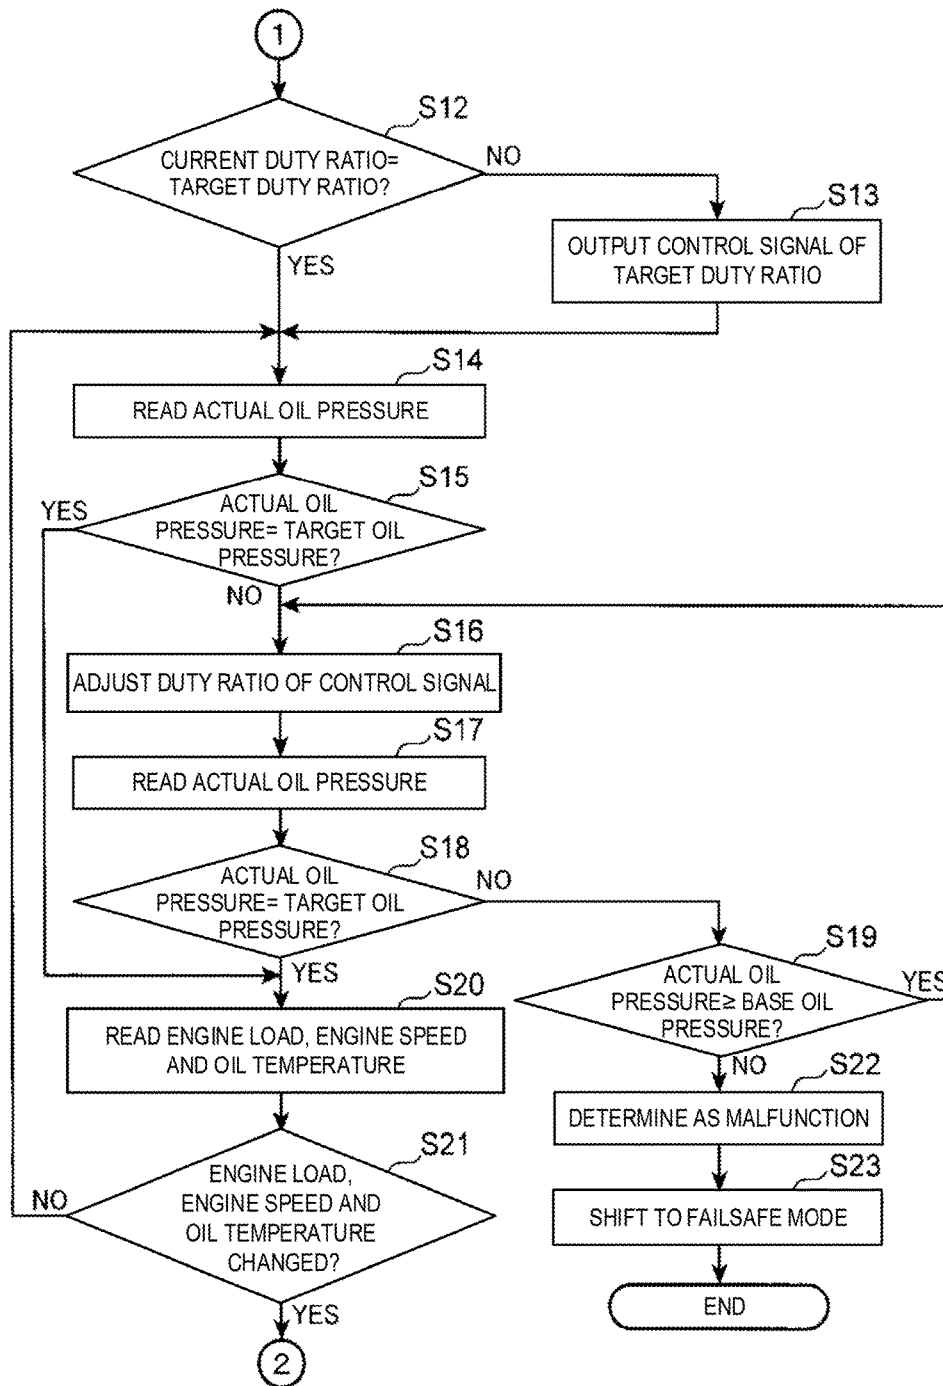 1
S12
CURRENT DUTY RATIO=
TARGET DUTY RATIO?
NO
YES
S13
OUTPUT CONTROL SIGNAL OF
TARGET DUTY RATIO
S14
READ ACTUAL OIL PRESSURE
S15
YES
ACTUAL OIL
PRESSURE= TARGET OIL
PRESSURE?
NO
S16
ADJUST DUTY RATIO OF CONTROL SIGNAL
S17
READ ACTUAL OIL PRESSURE
S18
ACTUAL OIL
PRESSURE= TARGET OIL
PRESSURE?
NO
YES
S19
ACTUAL OIL
PRESSURE≥ BASE OIL
PRESSURE?
YES
NO
S20
READ ENGINE LOAD, ENGINE SPEED
AND OIL TEMPERATURE
S21
ENGINE LOAD,
ENGINE SPEED AND
OIL TEMPERATURE
CHANGED?
NO
YES
2
S22
DETERMINE AS MALFUNCTION
S23
SHIFT TO FAILSAFE MODE
END